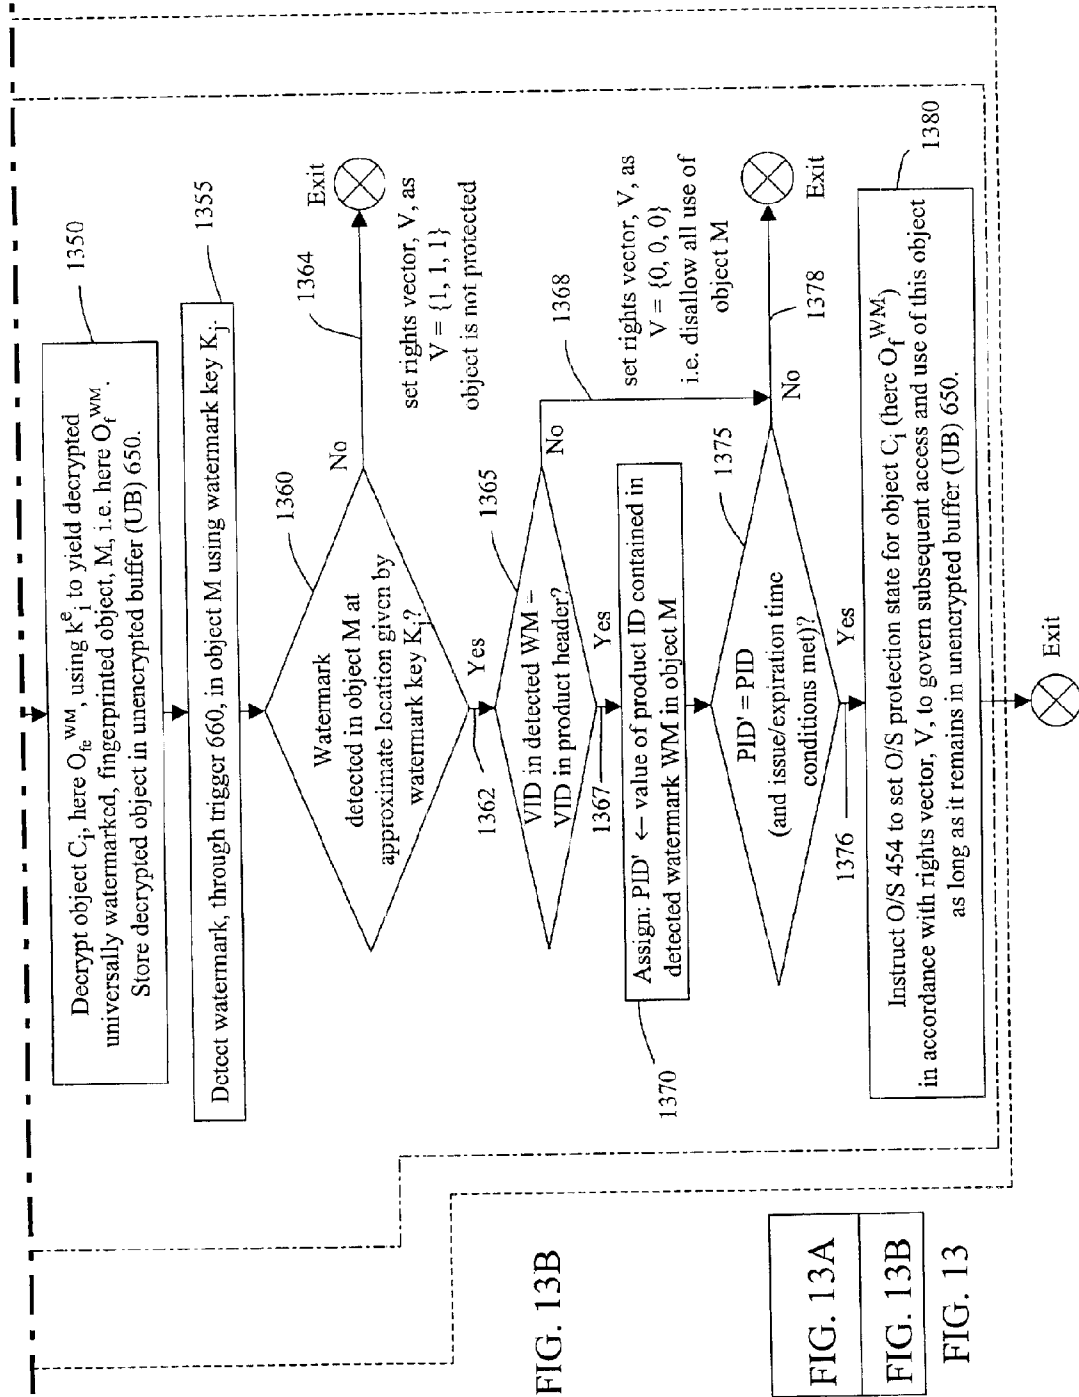 1350
Decrypt object Ci, here Ofe^WM, using k^e_i to yield decrypted
universally watermarked, fingerprinted object, M, i.e. here Of^WM.
Store decrypted object in unencrypted buffer (UB) 650.
1355
Detect watermark, through trigger 660, in object M using watermark key Kj.
1360
Watermark
detected in object M at
approximate location given by
watermark key Kj?
No
1364
Exit
set rights vector, V, as
V = {1, 1, 1}
object is not protected
1362
Yes
1365
VID in detected WM =
VID in product header?
No
1368
1367
Yes
set rights vector, V, as
V = {0, 0, 0}
i.e. disallow all use of
object M
1370
Assign: PID' ← value of product ID contained in
detected watermark WM in object M
1375
PID' = PID
(and issue/expiration time
conditions met)?
No
1378
Exit
1376
Yes
1380
Instruct O/S 454 to set O/S protection state for object Ci (here Of^WM)
in accordance with rights vector, V, to govern subsequent access and use of this object
as long as it remains in unencrypted buffer (UB) 650.
Exit
FIG. 13B
FIG. 13A
FIG. 13B
FIG. 13